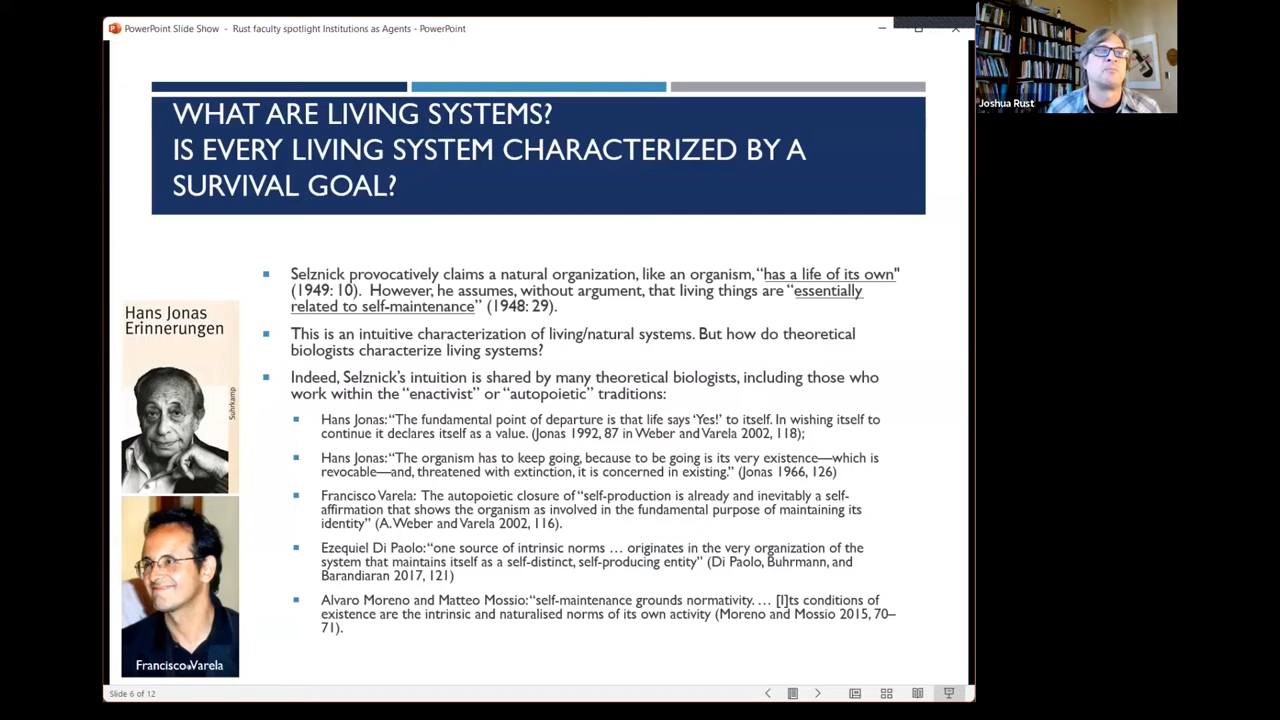 PowerPoint Slide Show - Rust faculty spotlight Institutions as Agents - PowerPoint
Joshua Rust
WHAT ARE LIVING SYSTEMS?
IS EVERY LIVING SYSTEM CHARACTERIZED BY A
SURVIVAL GOAL?
Selznick provocatively claims a natural organization, like an organism, "has a life of its own"
(1949: 10). However, he assumes, without argument, that living things are "essentially
related to self-maintenance" (1948: 29).
This is an intuitive characterization of living/natural systems. But how do theoretical
biologists characterize living systems?
Indeed, Selznick's intuition is shared by many theoretical biologists, including those who
work within the "enactivist" or "autopoietic" traditions:
Hans Jonas: "The fundamental point of departure is that life says 'Yes!' to itself. In wishing itself to
continue it declares itself as a value. (Jonas 1992, 87 in Weber and Varela 2002, 118);
Hans Jonas: "The organism has to keep going, because to be going is its very existence—which is
revocable—and, threatened with extinction, it is concerned in existing." (Jonas 1966, 126)
Francisco Varela: The autopoietic closure of "self-production is already and inevitably a self-
affirmation that shows the organism as involved in the fundamental purpose of maintaining its
identity" (A. Weber and Varela 2002, 116).
Ezequiel Di Paolo: "one source of intrinsic norms … originates in the very organization of the
system that maintains itself as a self-distinct, self-producing entity" (Di Paolo, Buhrmann, and
Barandiaran 2017, 121)
Alvaro Moreno and Matteo Mossio: "self-maintenance grounds normativity. … [I]ts conditions of
existence are the intrinsic and naturalised norms of its own activity (Moreno and Mossio 2015, 70–
71).
Hans Jonas
Erinnerungen
Suhrkamp
Francisco Varela
Slide 6 of 12